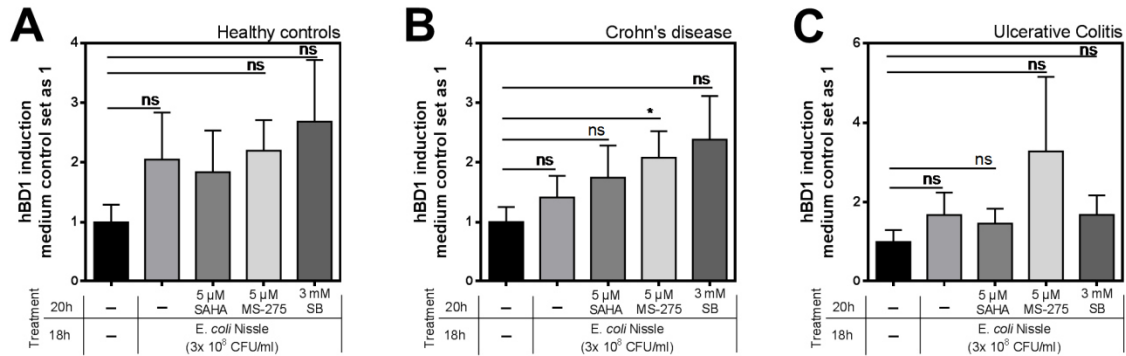 A
Healthy controls
hBD1 induction
medium control set as 1
4
3
2
1
0
ns
ns
ns
Treatment
20h
–
–
5 µM
SAHA
5 µM
MS-275
3 mM
SB
18h
–
E. coli Nissle
(3x 10⁸ CFU/ml)
B
Crohn's disease
hBD1 induction
medium control set as 1
4
3
2
1
0
ns
*
ns
ns
Treatment
20h
–
–
5 µM
SAHA
5 µM
MS-275
3 mM
SB
18h
–
E. coli Nissle
(3x 10⁸ CFU/ml)
C
Ulcerative Colitis
hBD1 induction
medium control set as 1
6
4
2
0
ns
ns
ns
ns
Treatment
20h
–
–
5 µM
SAHA
5 µM
MS-275
3 mM
SB
18h
–
E. coli Nissle
(3x 10⁸ CFU/ml)